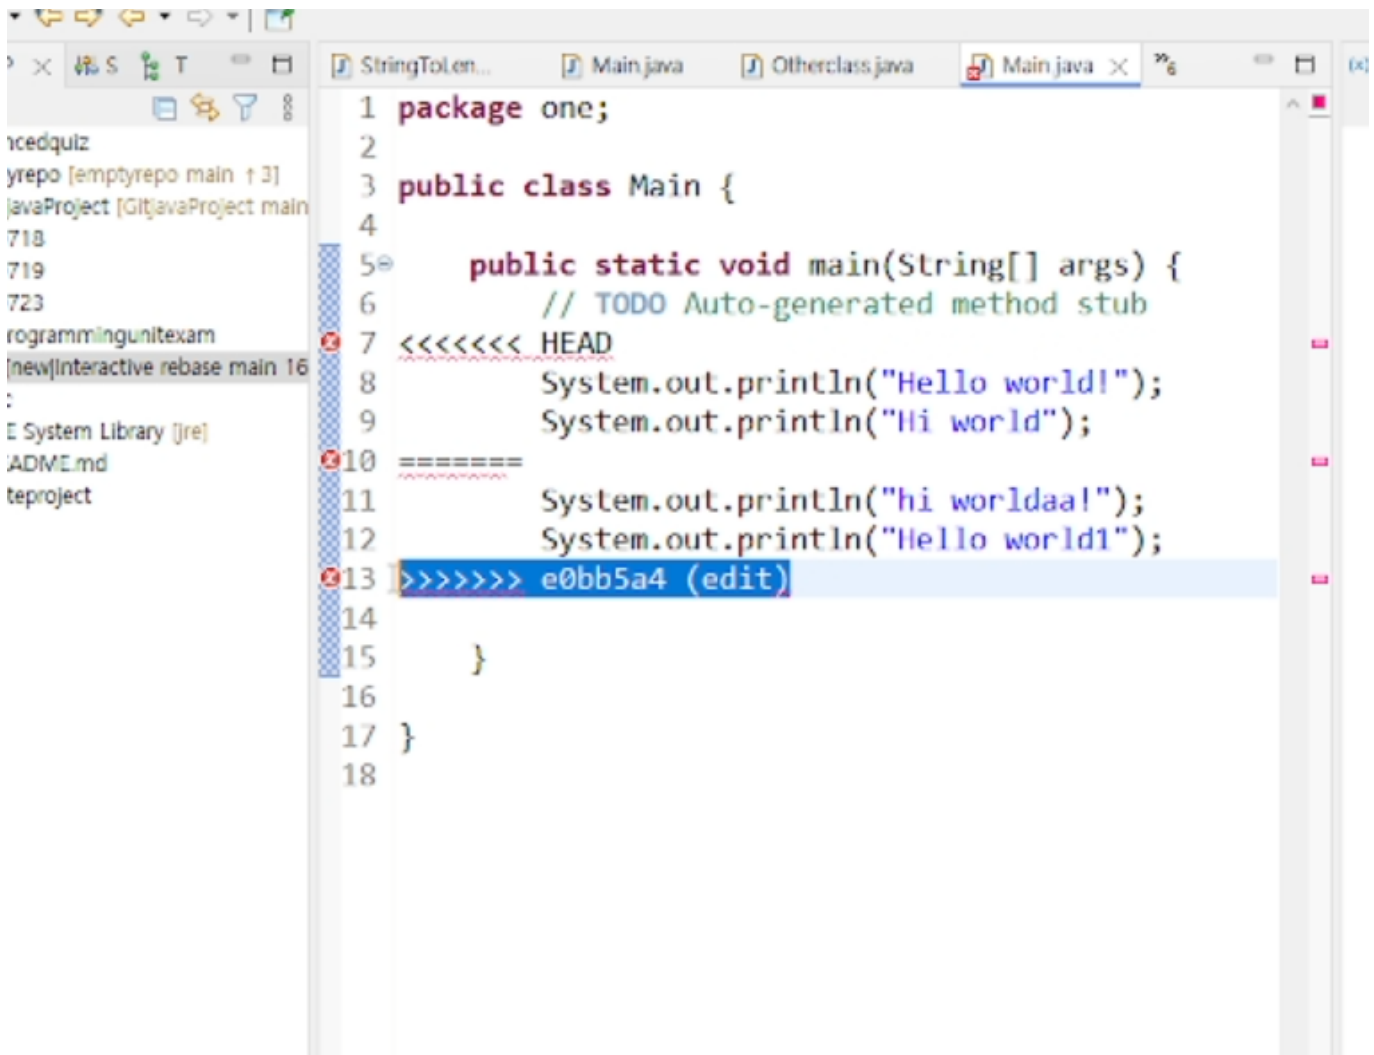 S
T
ncedquiz
yrepo [emptyrepo main ↑ 3]
JavaProject [GitjavaProject main
718
719
723
rogrammingunitexam
[new|Interactive rebase main 16
E System Library [jre]
ADME.md
teproject
StringToLen...
Main.java
Otherclass.java
Main.java
6
1 package one;
2
3 public class Main {
4
5 public static void main(String[] args) {
6 // TODO Auto-generated method stub
7 <<<<<<< HEAD
8 System.out.println("Hello world!");
9 System.out.println("Hi world");
10 =======
11 System.out.println("hi worldaa!");
12 System.out.println("Hello world1");
13 >>>>>>> e0bb5a4 (edit)
14
15 }
16
17 }
18